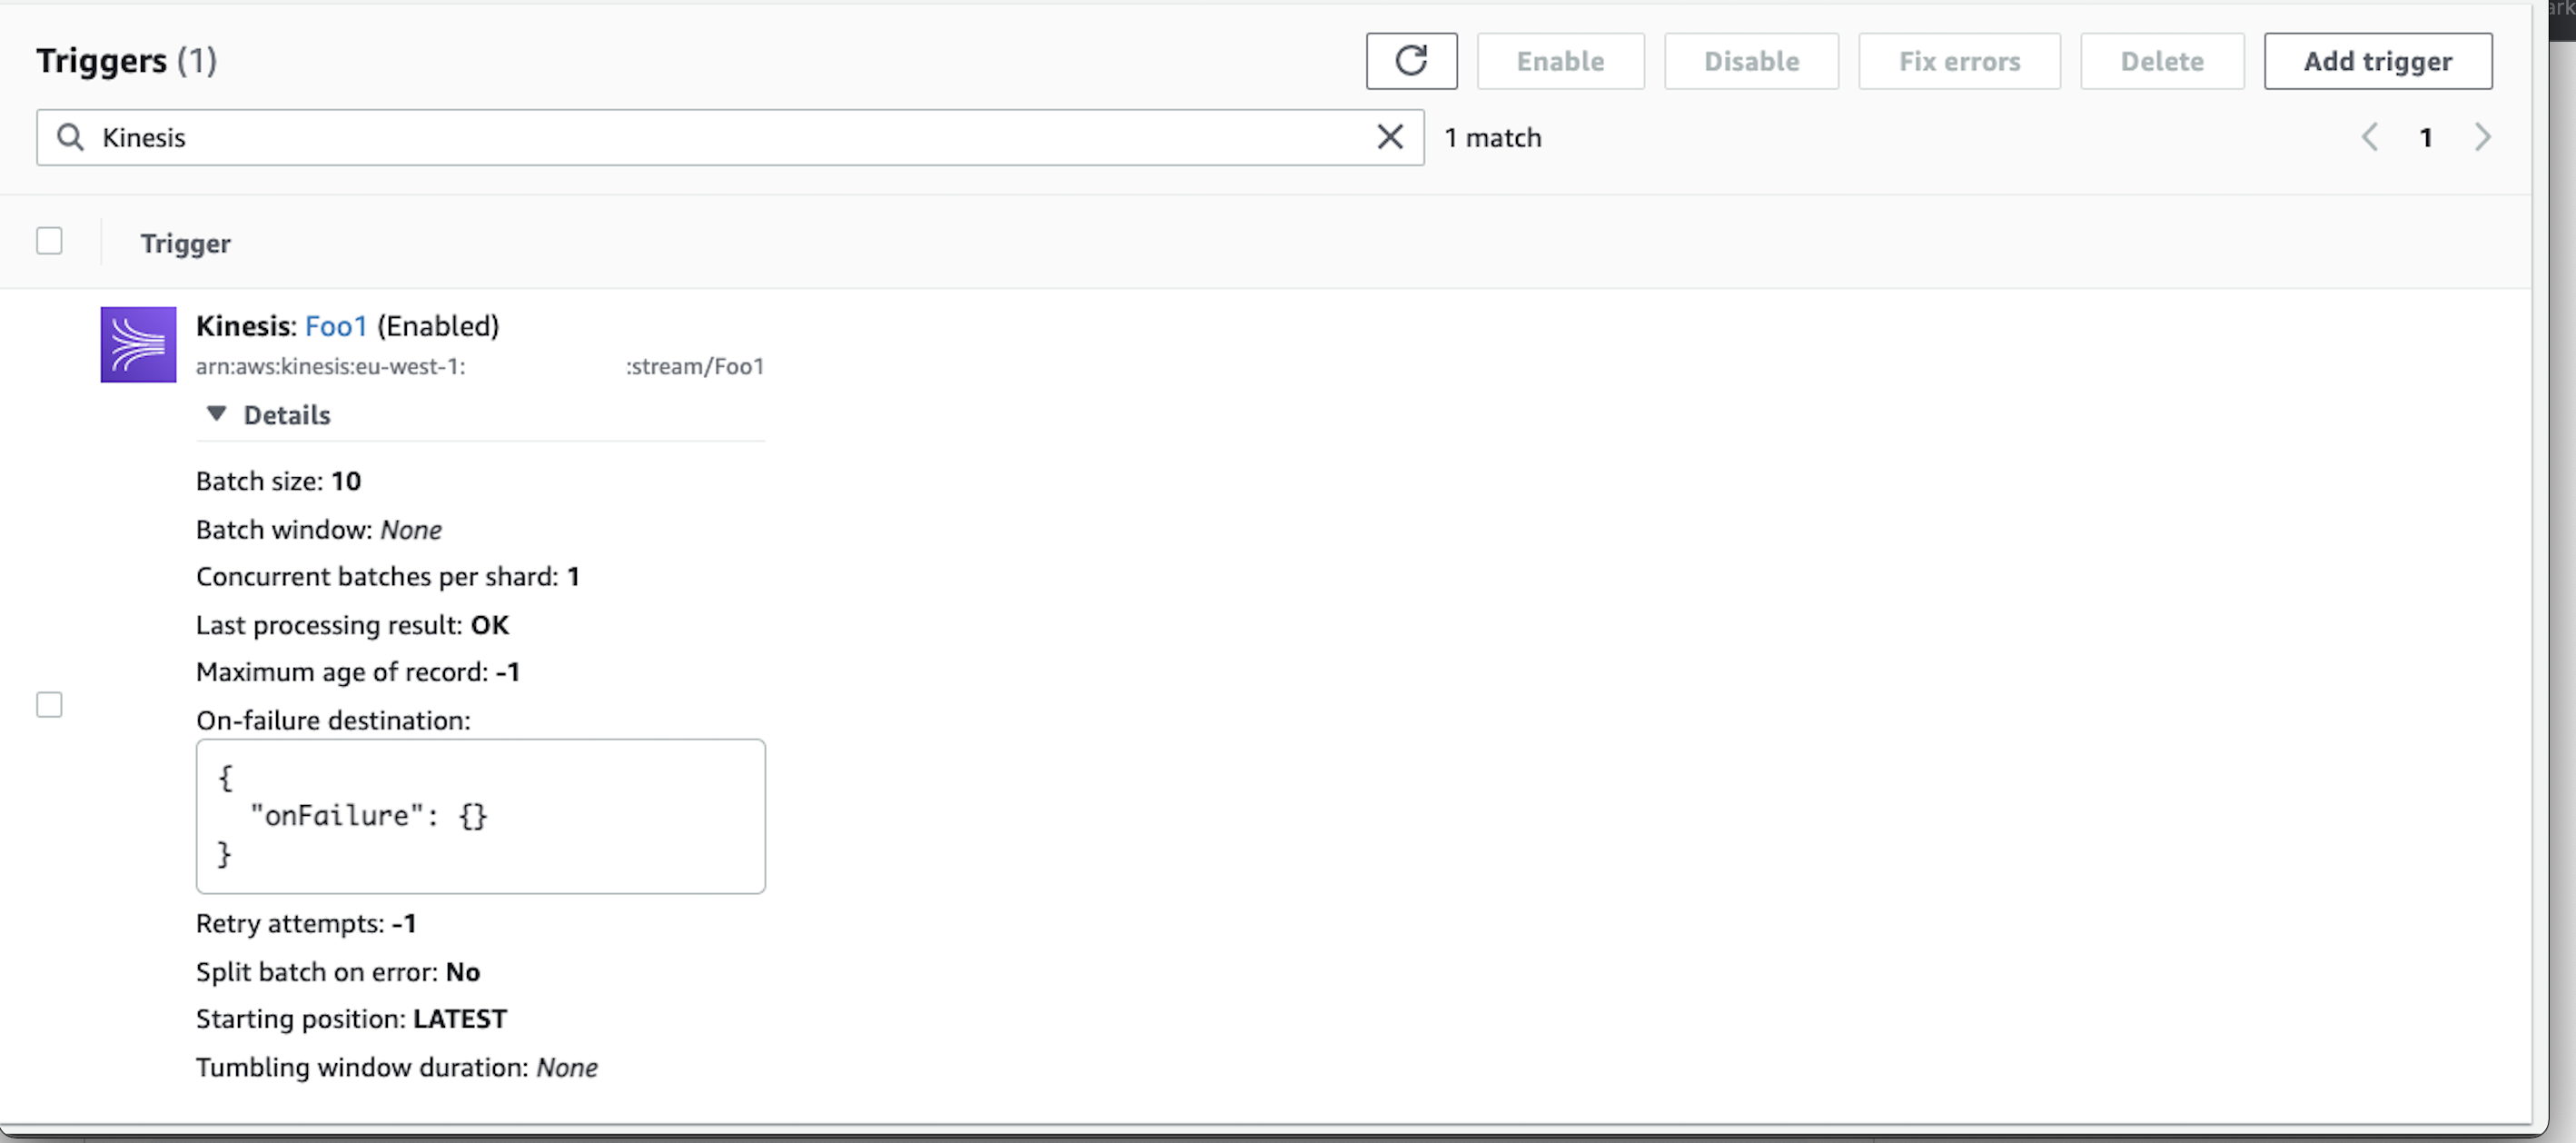 Triggers (1)
Enable
Disable
Fix errors
Delete
Add trigger
Kinesis
1 match
1
Trigger
Kinesis: Foo1 (Enabled)
arn:aws:kinesis:eu-west-1: :stream/Foo1
Details
Batch size: 10
Batch window: None
Concurrent batches per shard: 1
Last processing result: OK
Maximum age of record: -1
On-failure destination:
{
"onFailure": {}
}
Retry attempts: -1
Split batch on error: No
Starting position: LATEST
Tumbling window duration: None